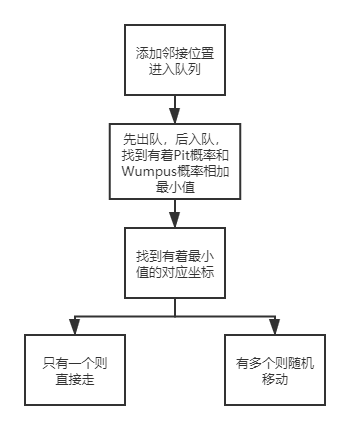 添加邻接位置
进入队列
先出队，后入队，
找到有着Pit概率和
Wumpus概率相加
最小值
找到有着最小
值的对应坐标
只有一个则
直接走
有多个则随机
移动